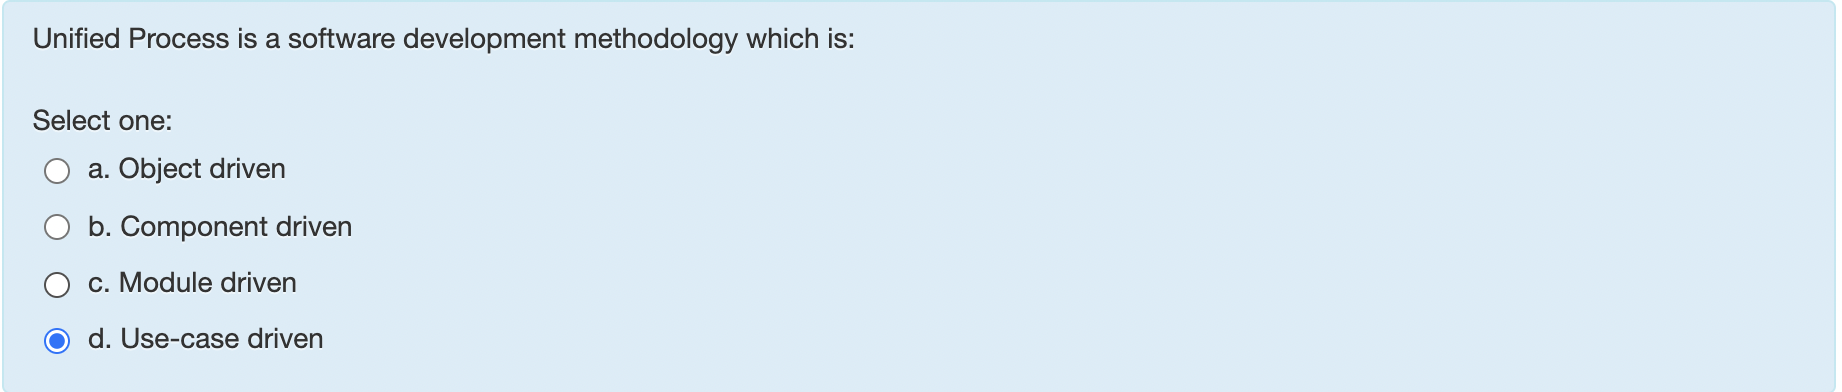 Unified Process is a software development methodology which is:
Select one:
a. Object driven
b. Component driven
c. Module driven
d. Use-case driven